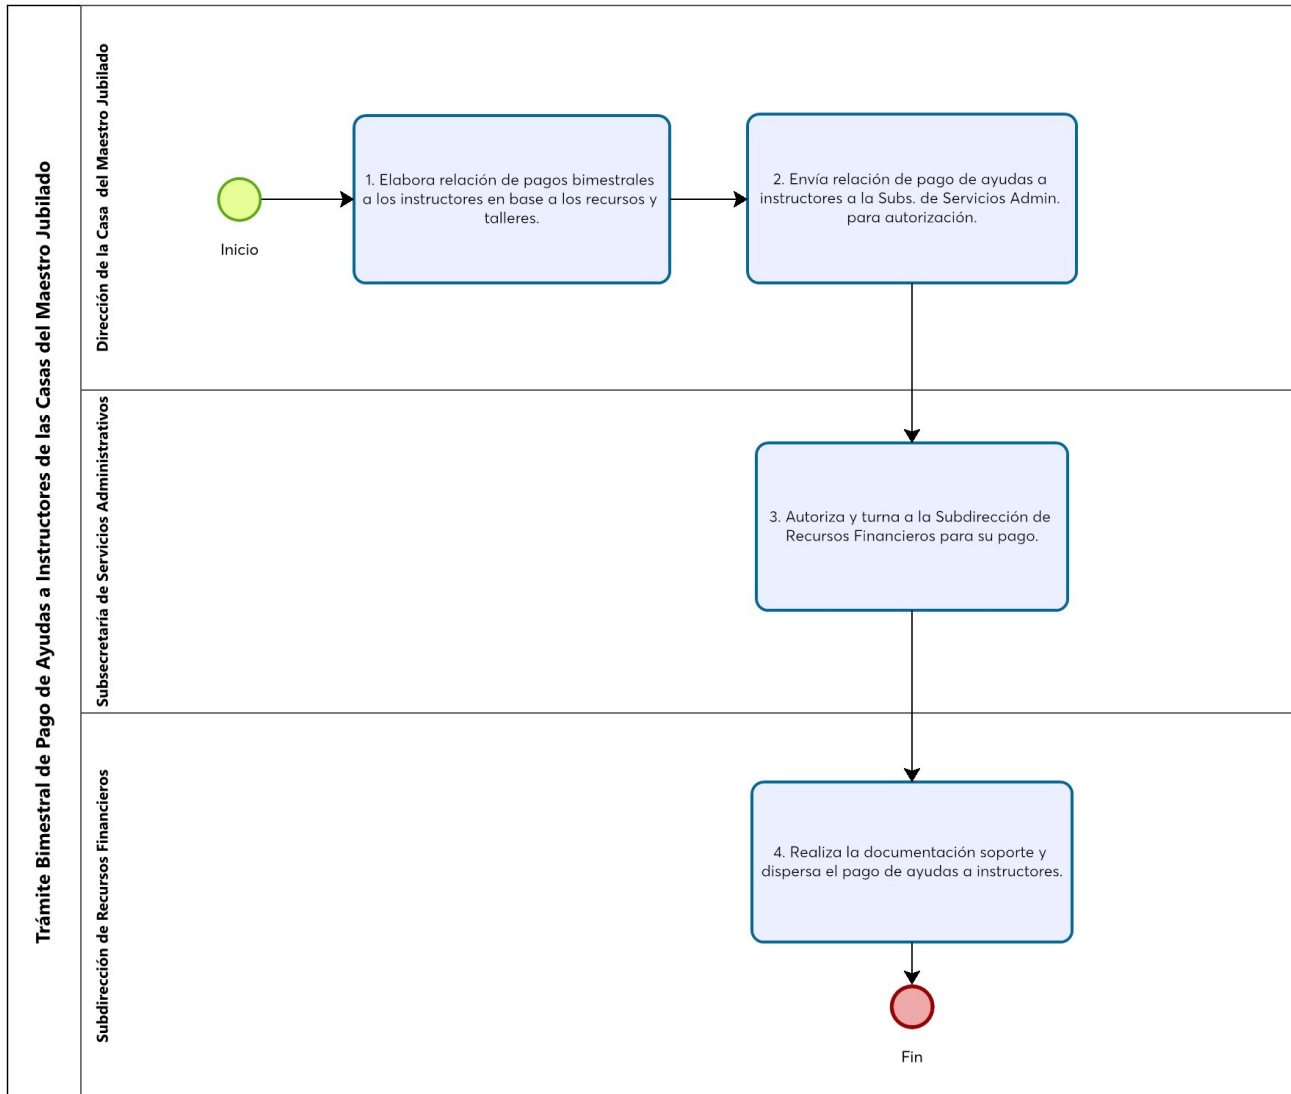 Trámite Bimestral de Pago de Ayudas a Instructores de las Casas del Maestro Jubilado
Dirección de la Casa  del Maestro Jubilado
Inicio
1. Elabora relación de pagos bimestrales
a los instructores en base a los recursos y
talleres.
2. Envía relación de pago de ayudas a
instructores a la Subs. de Servicios Admin.
para autorización.
Subsecretaría de Servicios Administrativos
3. Autoriza y turna a la Subdirección de
Recursos Financieros para su pago.
Subdirección de Recursos Financieros
4. Realiza la documentación soporte y
dispersa el pago de ayudas a instructores.
Fin